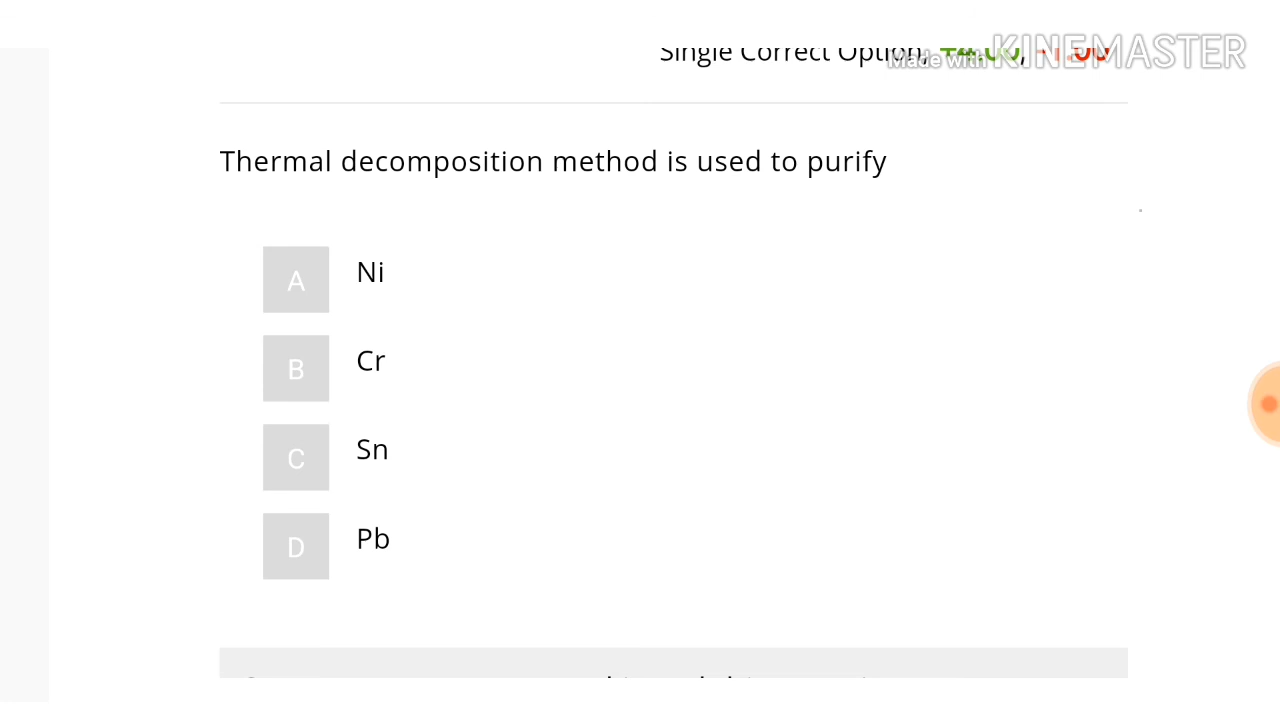 Made with KINEMASTER
Single Correct Option,
Thermal decomposition method is used to purify
A Ni
B Cr
C Sn
D Pb